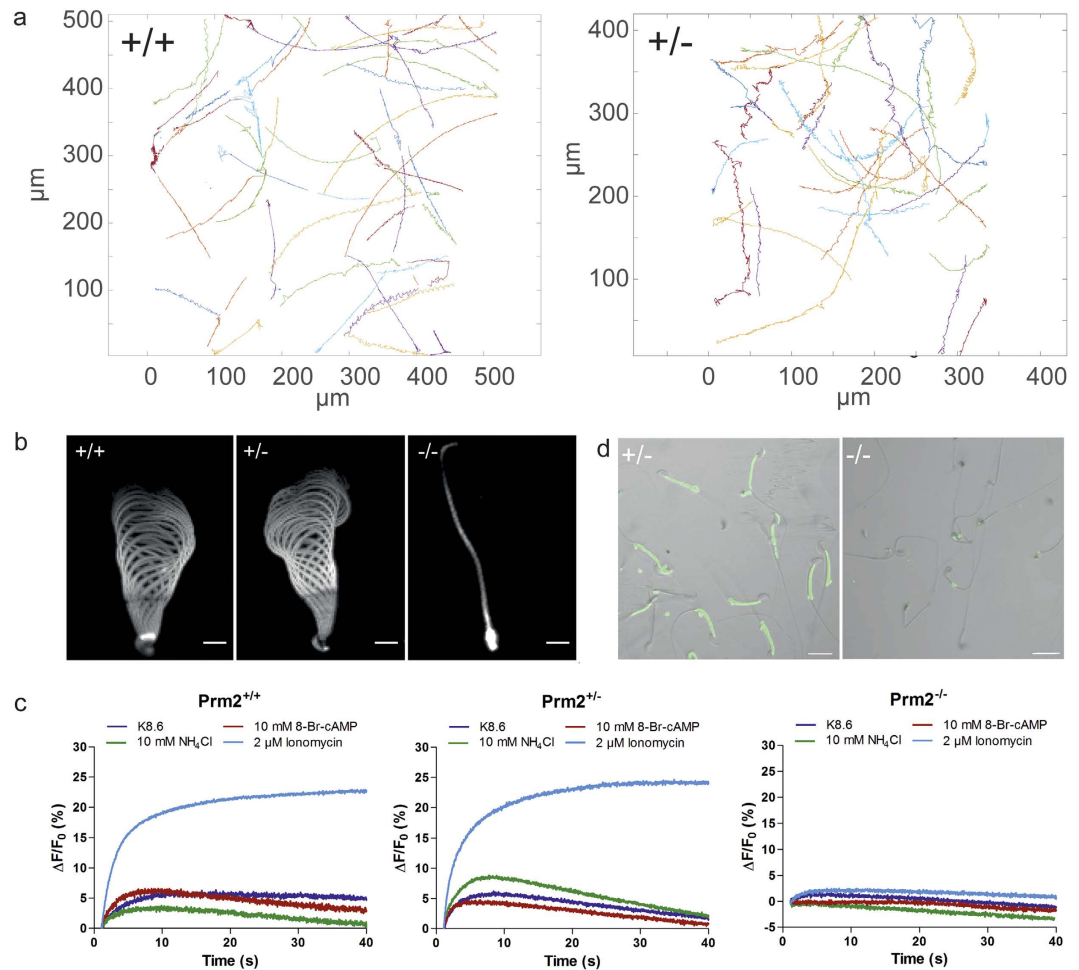 a
+/+
500
400
300
200
100
µm
0 100 200 300 400 500
µm
+/-
400
300
200
100
µm
0 100 200 300 400
µm
b
+/+
+/-
-/-
d
+/-
-/-
c
Prm2+/+
K8.6
10 mM 8-Br-cAMP
10 mM NH4Cl
2 µM Ionomycin
30
25
20
15
10
5
0
ΔF/F0 (%)
0 10 20 30 40
Time (s)
Prm2+/-
K8.6
10 mM 8-Br-cAMP
10 mM NH4Cl
2 µM Ionomycin
30
25
20
15
10
5
0
ΔF/F0 (%)
0 10 20 30 40
Time (s)
Prm2-/-
K8.6
10 mM 8-Br-cAMP
10 mM NH4Cl
2 µM Ionomycin
30
25
20
15
10
5
0
-5
ΔF/F0 (%)
0 10 20 30 40
Time (s)